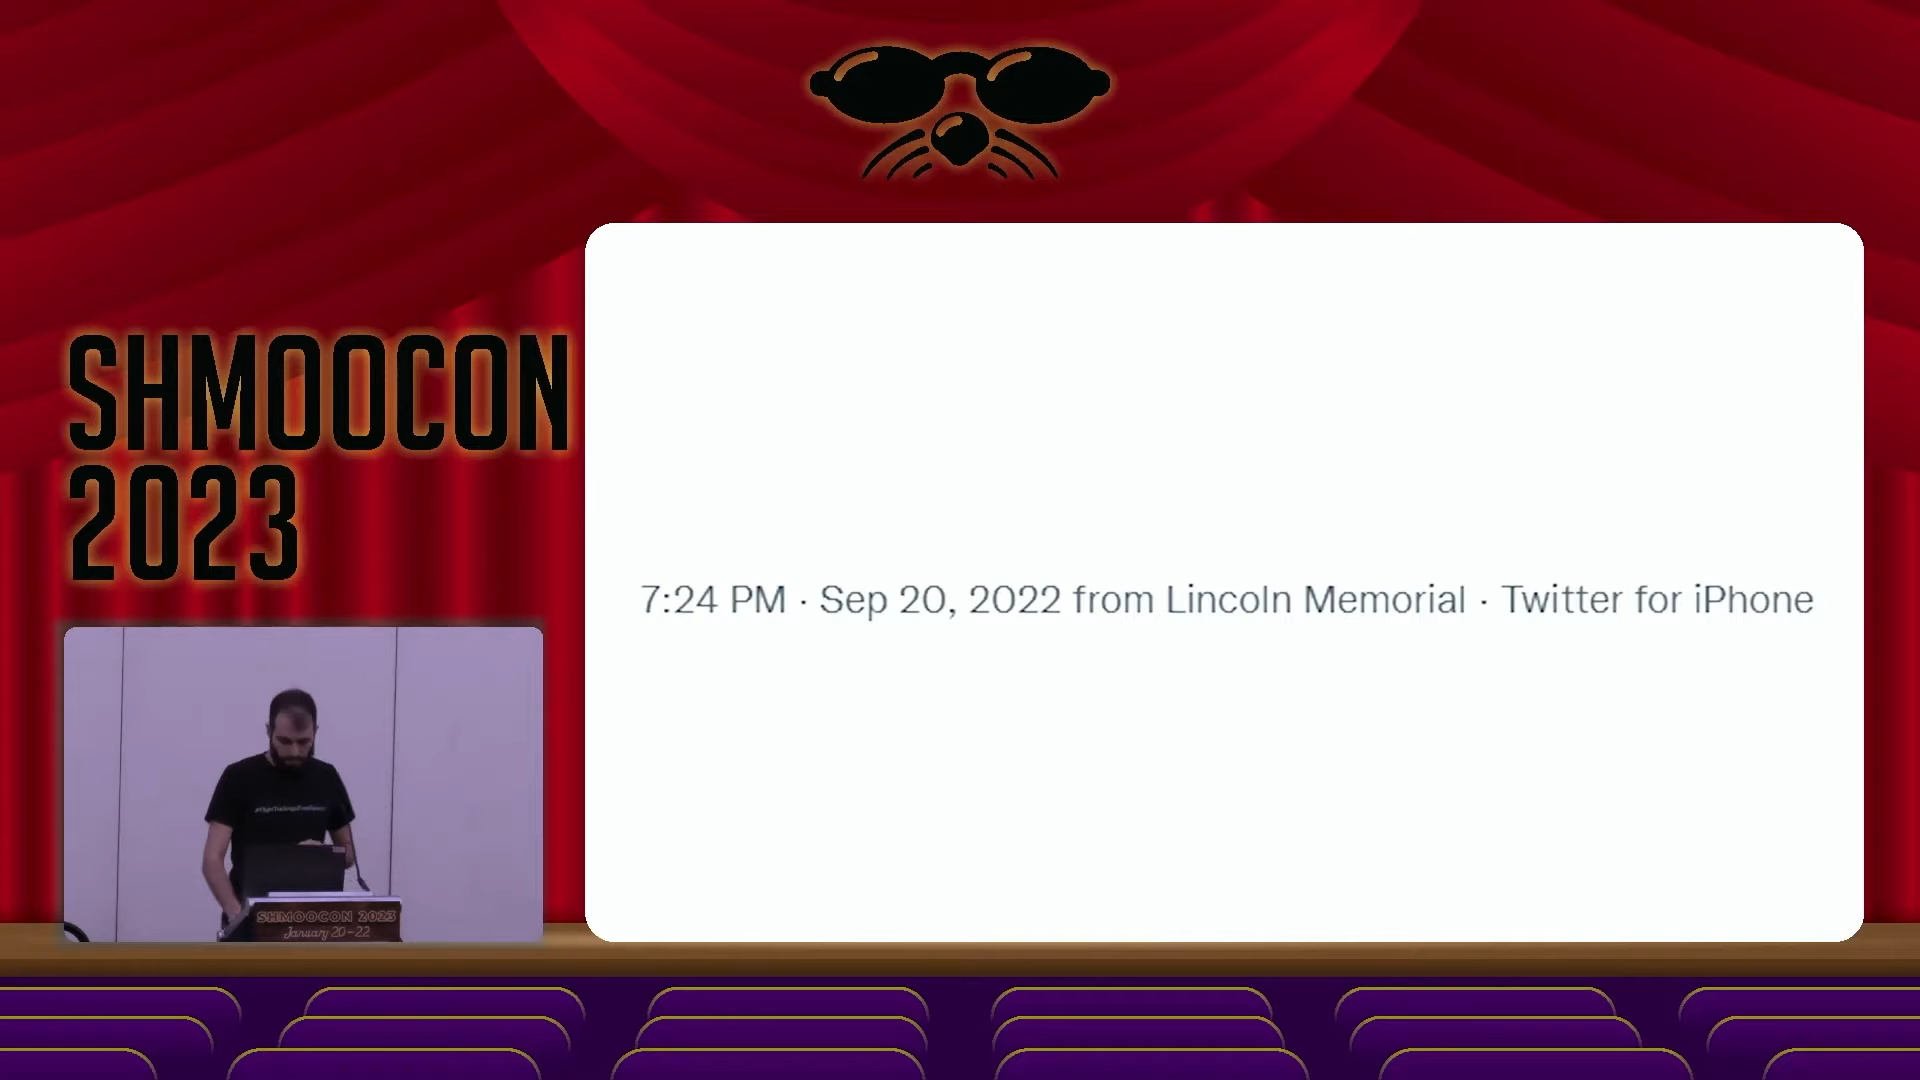 SHMOOCON
2023
7:24 PM · Sep 20, 2022 from Lincoln Memorial · Twitter for iPhone
SHMOOCON 2023
January 20-22